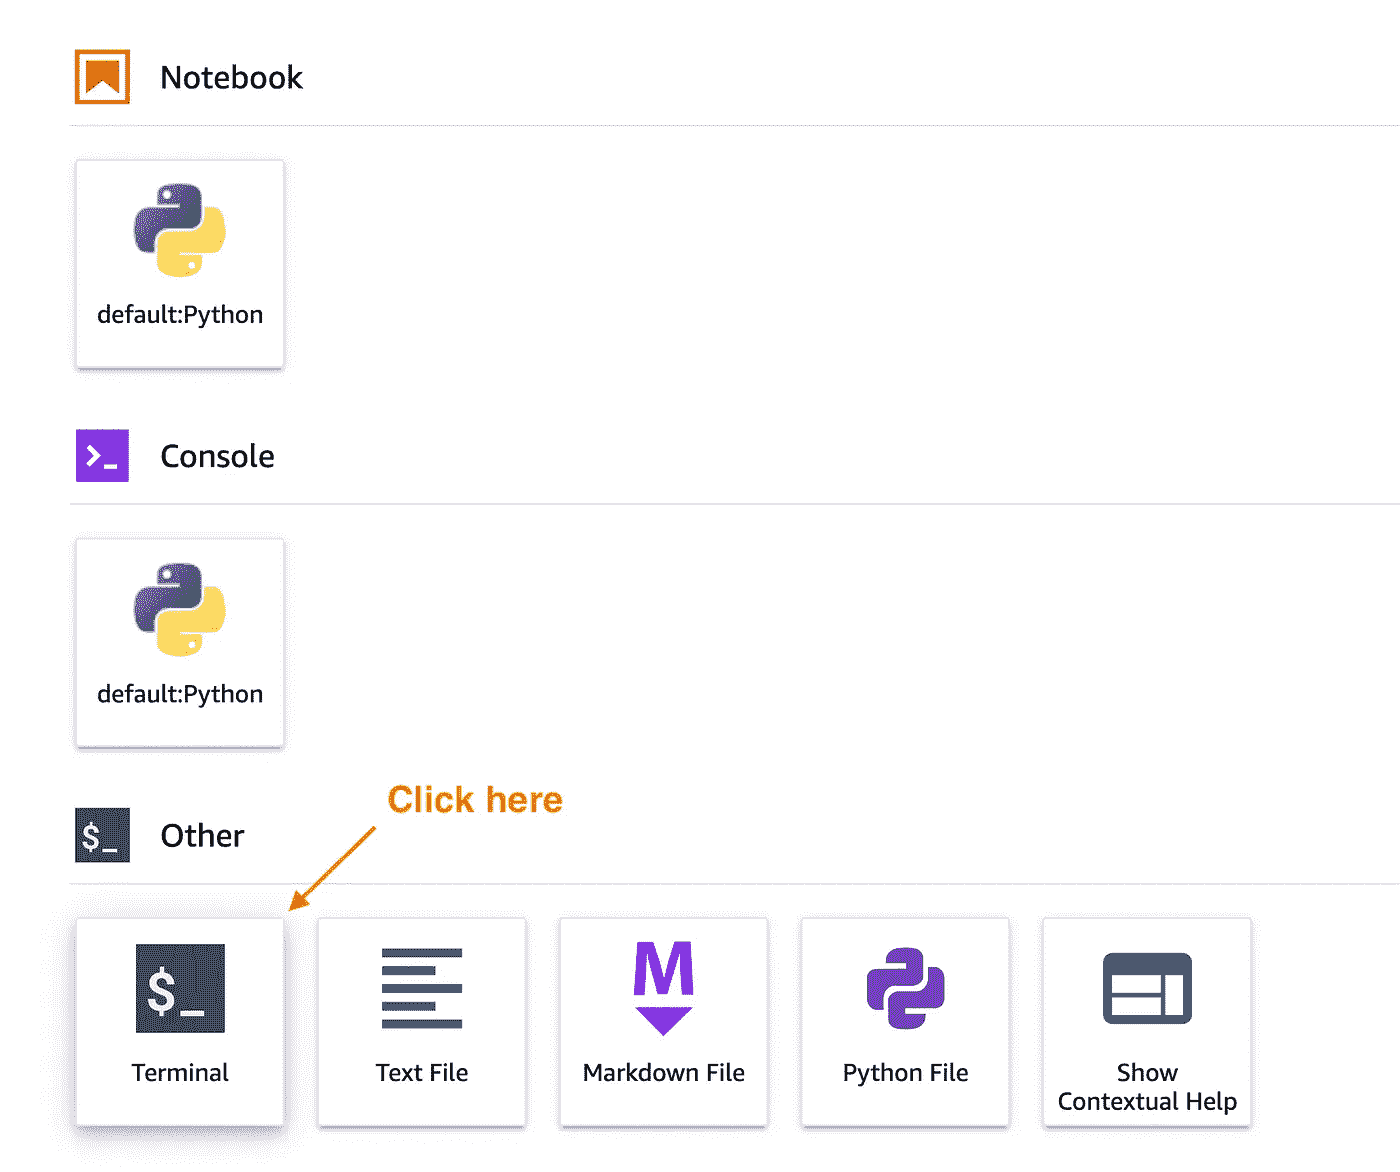 Notebook
default:Python
Console
default:Python
Click here
$_ Other
$_
Terminal
Text File
M
Markdown File
Python File
Show
Contextual Help